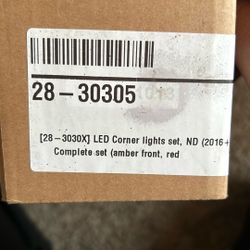 28-30305
[28-3030X] LED Corner lights set, ND (2016 +
Complete set (amber front, red